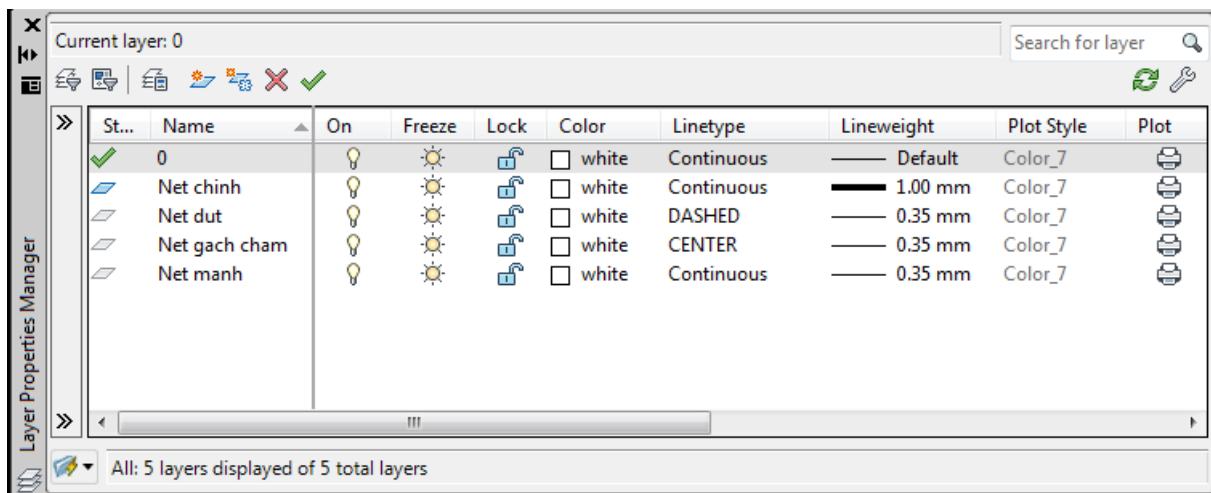 Current layer: 0
Search for layer
St... Name On Freeze Lock Color Linetype Lineweight Plot Style Plot
0 white Continuous Default Color_7
Net chinh white Continuous 1.00 mm Color_7
Net dut white DASHED 0.35 mm Color_7
Net gach cham white CENTER 0.35 mm Color_7
Net manh white Continuous 0.35 mm Color_7
All: 5 layers displayed of 5 total layers
Layer Properties Manager